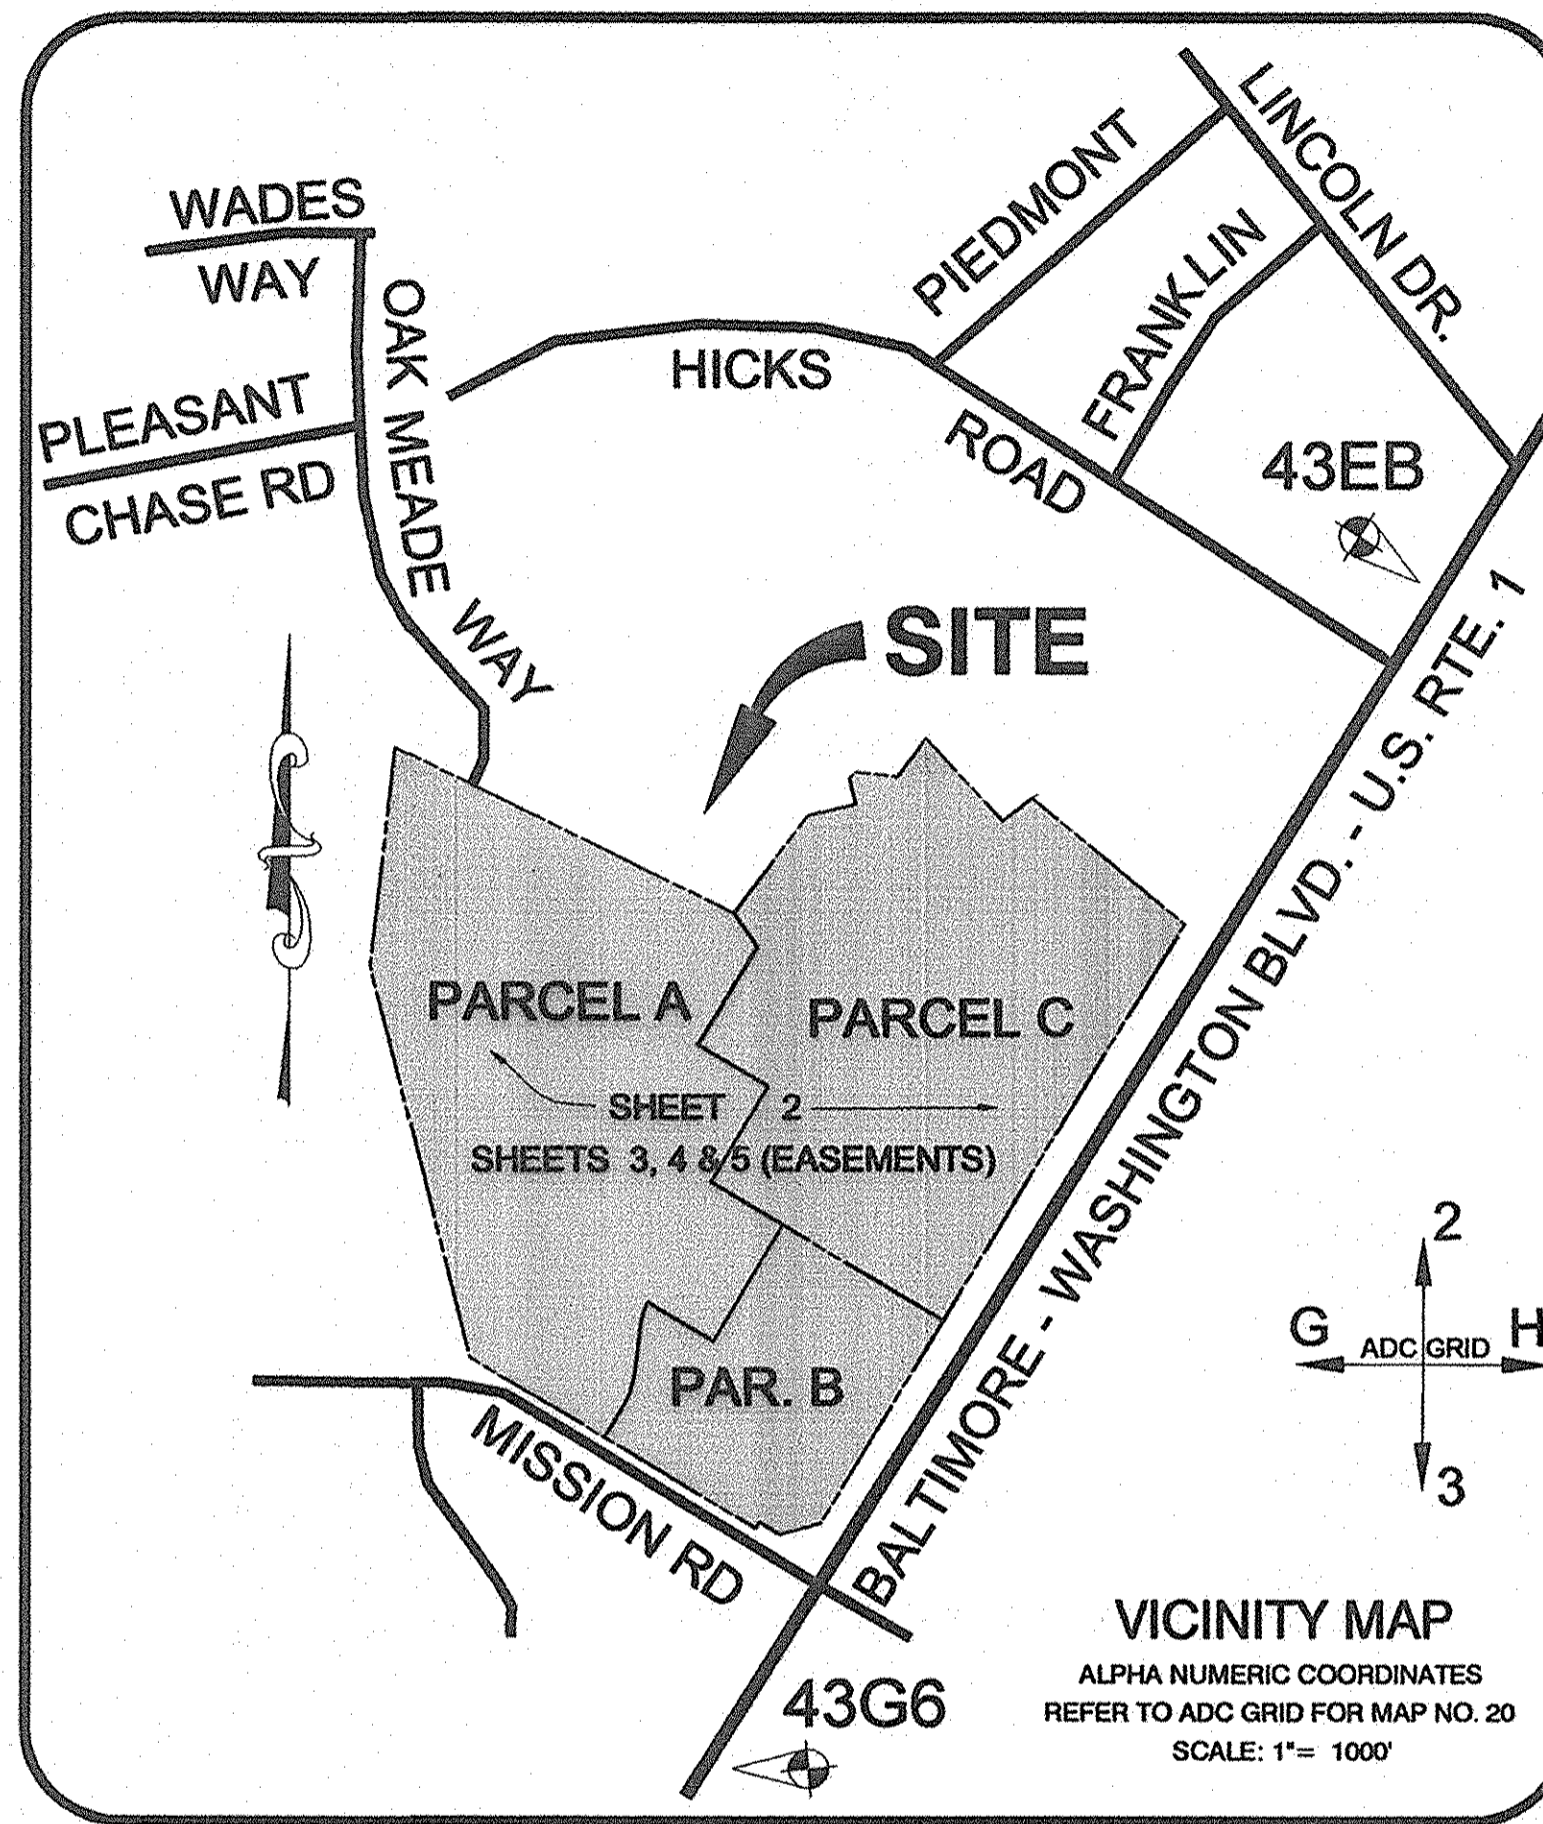 LINCOLN DR.
PIEDMONT
WADES
WAY
FRANKLIN
OAK MEADE WAY
HICKS
ROAD
PLEASANT
CHASE RD
43EB
SITE
BALTIMORE - WASHINGTON BLVD. - U.S. RTE. 1
PARCEL A
PARCEL C
SHEET 2
SHEETS 3, 4 & 5 (EASEMENTS)
2
G
ADC GRID
H
3
PAR. B
MISSION RD
VICINITY MAP
ALPHA NUMERIC COORDINATES
REFER TO ADC GRID FOR MAP NO. 20
SCALE: 1"= 1000'
43G6